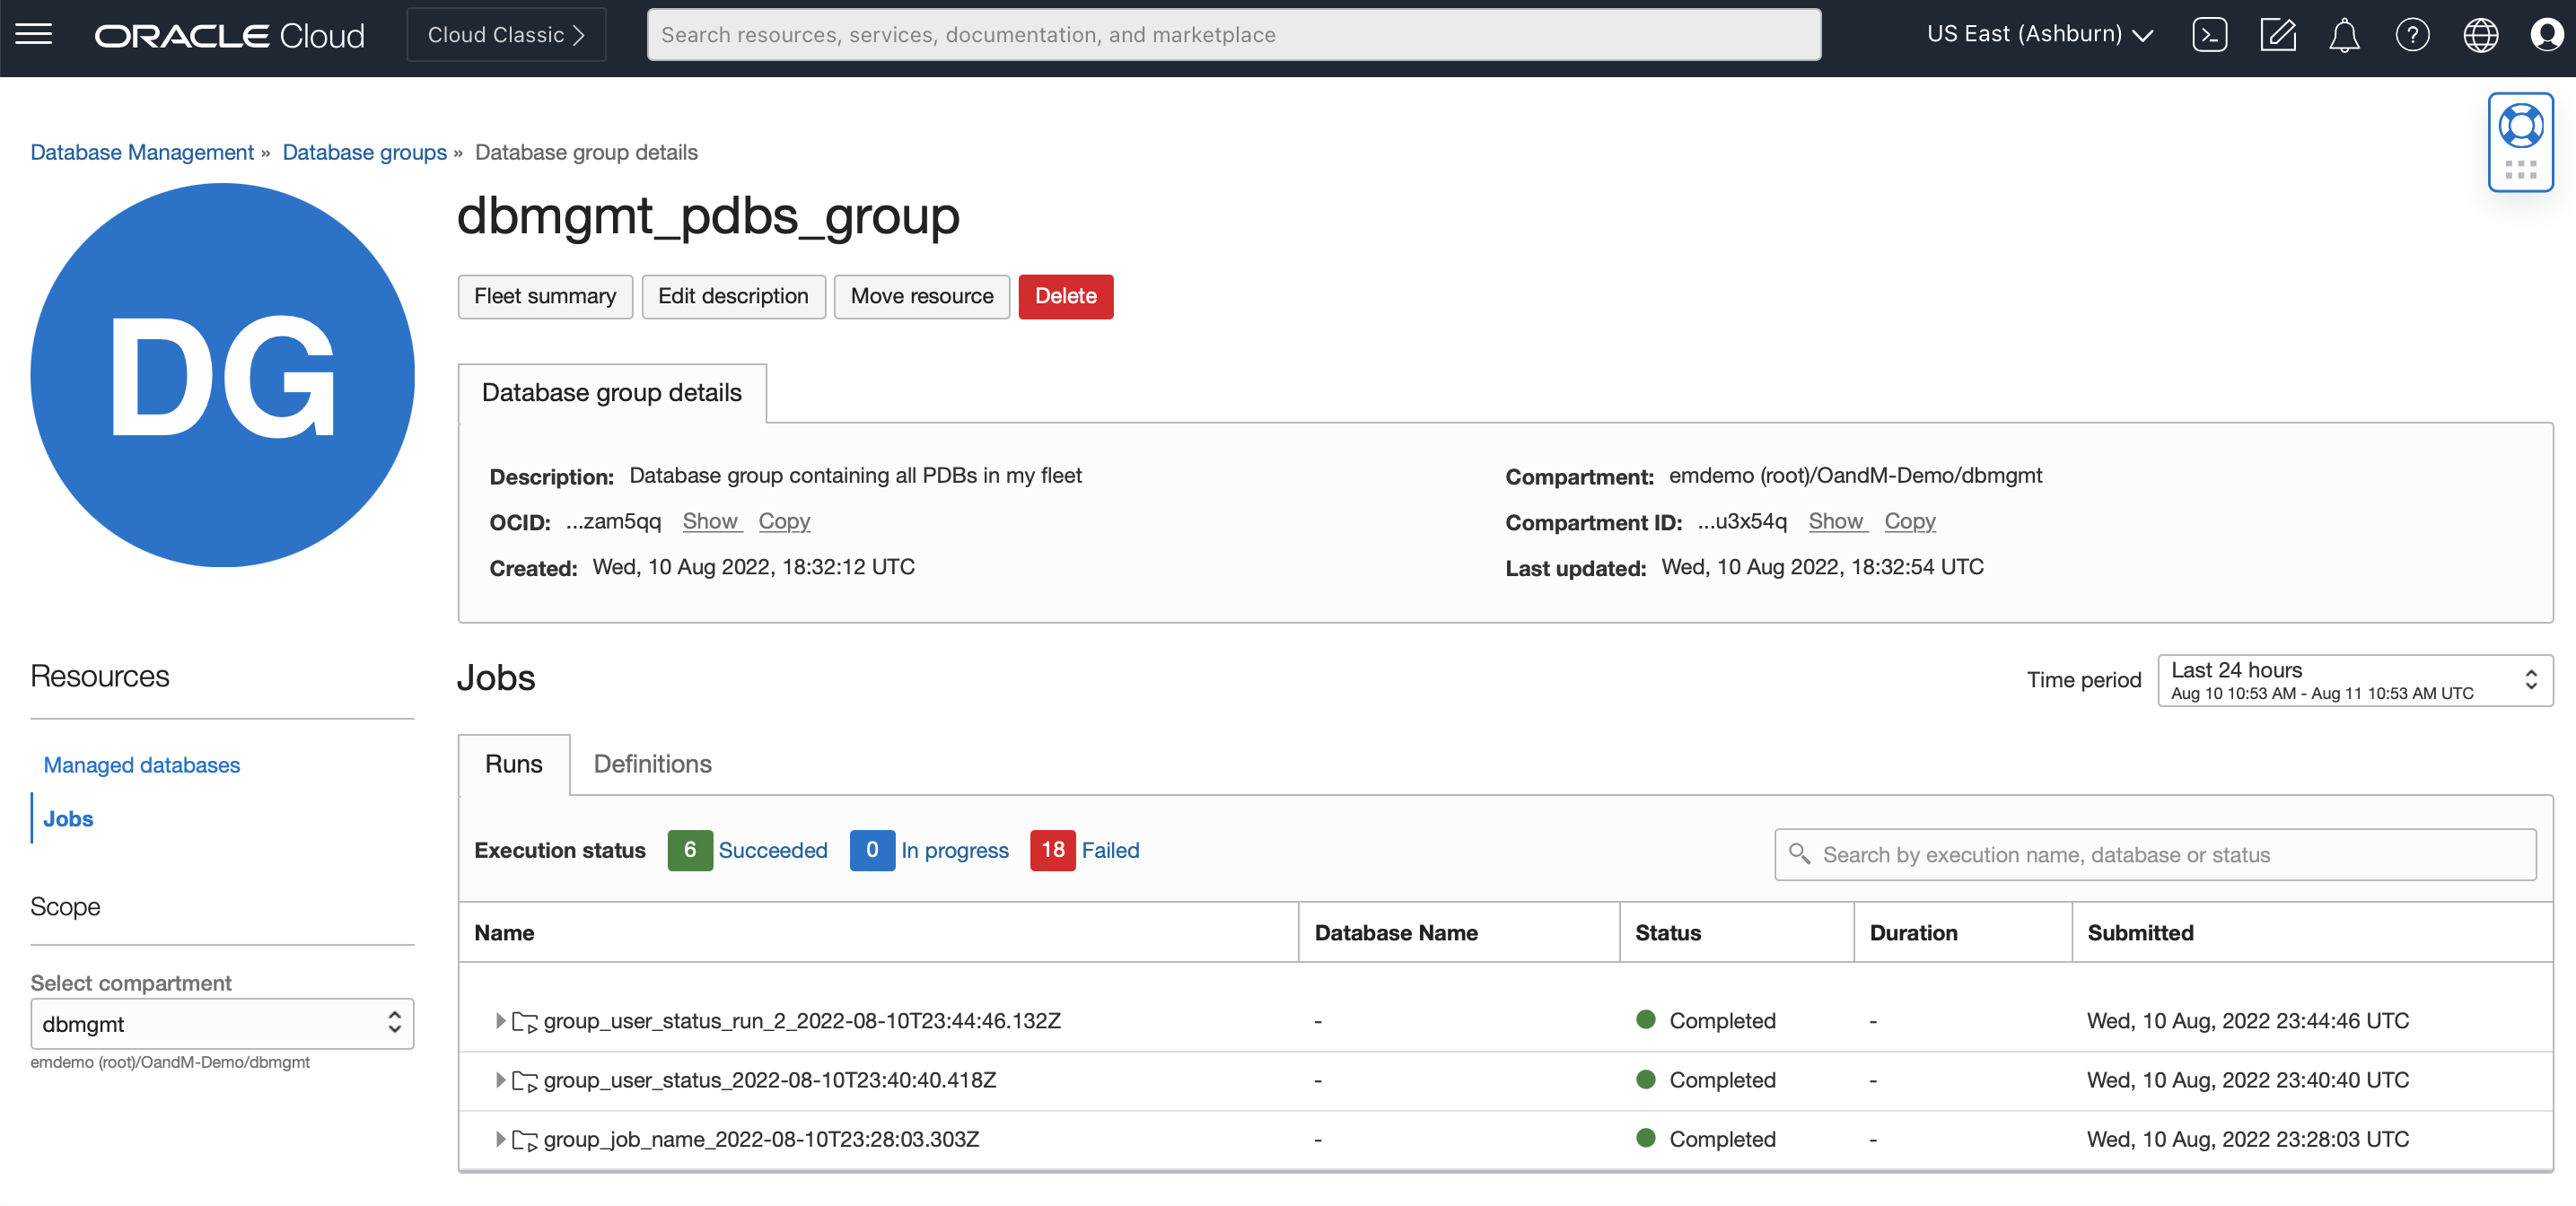 ORACLE Cloud
Cloud Classic
Search resources, services, documentation, and marketplace
US East (Ashburn)
Database Management » Database groups » Database group details
DG
dbmgmt_pdbs_group
Fleet summary Edit description Move resource Delete
Database group details
Description: Database group containing all PDBs in my fleet
OCID: ...zam5qq Show Copy
Created: Wed, 10 Aug 2022, 18:32:12 UTC
Compartment: emdemo (root)/OandM-Demo/dbmgmt
Compartment ID: ...u3x54q Show Copy
Last updated: Wed, 10 Aug 2022, 18:32:54 UTC
Resources
Managed databases
Jobs
Scope
Select compartment
dbmgmt
emdemo (root)/OandM-Demo/dbmgmt
Jobs
Time period
Last 24 hours
Aug 10 10:53 AM - Aug 11 10:53 AM UTC
Runs Definitions
Execution status 6 Succeeded 0 In progress 18 Failed
Search by execution name, database or status
Name Database Name Status Duration Submitted
group_user_status_run_2_2022-08-10T23:44:46.132Z - Completed - Wed, 10 Aug, 2022 23:44:46 UTC
group_user_status_2022-08-10T23:40:40.418Z - Completed - Wed, 10 Aug, 2022 23:40:40 UTC
group_job_name_2022-08-10T23:28:03.303Z - Completed - Wed, 10 Aug, 2022 23:28:03 UTC